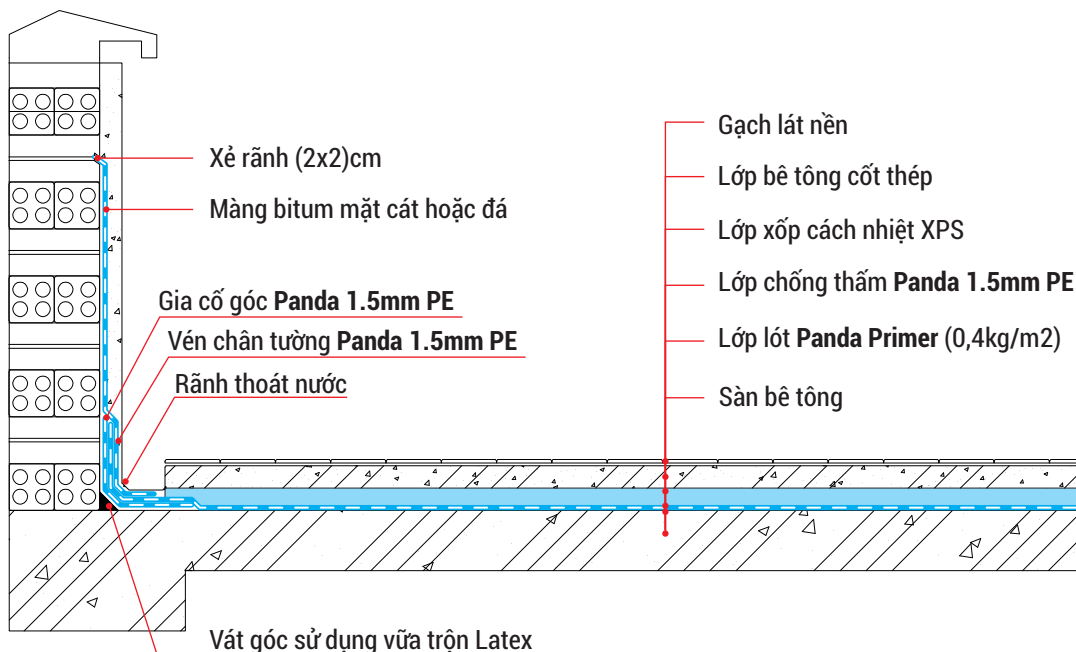 Xẻ rãnh (2x2)cm
Màng bitum mặt cát hoặc đá
Gia cố góc Panda 1.5mm PE
Vén chân tường Panda 1.5mm PE
Rãnh thoát nước
Gạch lát nền
Lớp bê tông cốt thép
Lớp xốp cách nhiệt XPS
Lớp chống thấm Panda 1.5mm PE
Lớp lót Panda Primer (0,4kg/m2)
Sàn bê tông
Vát góc sử dụng vữa trộn Latex